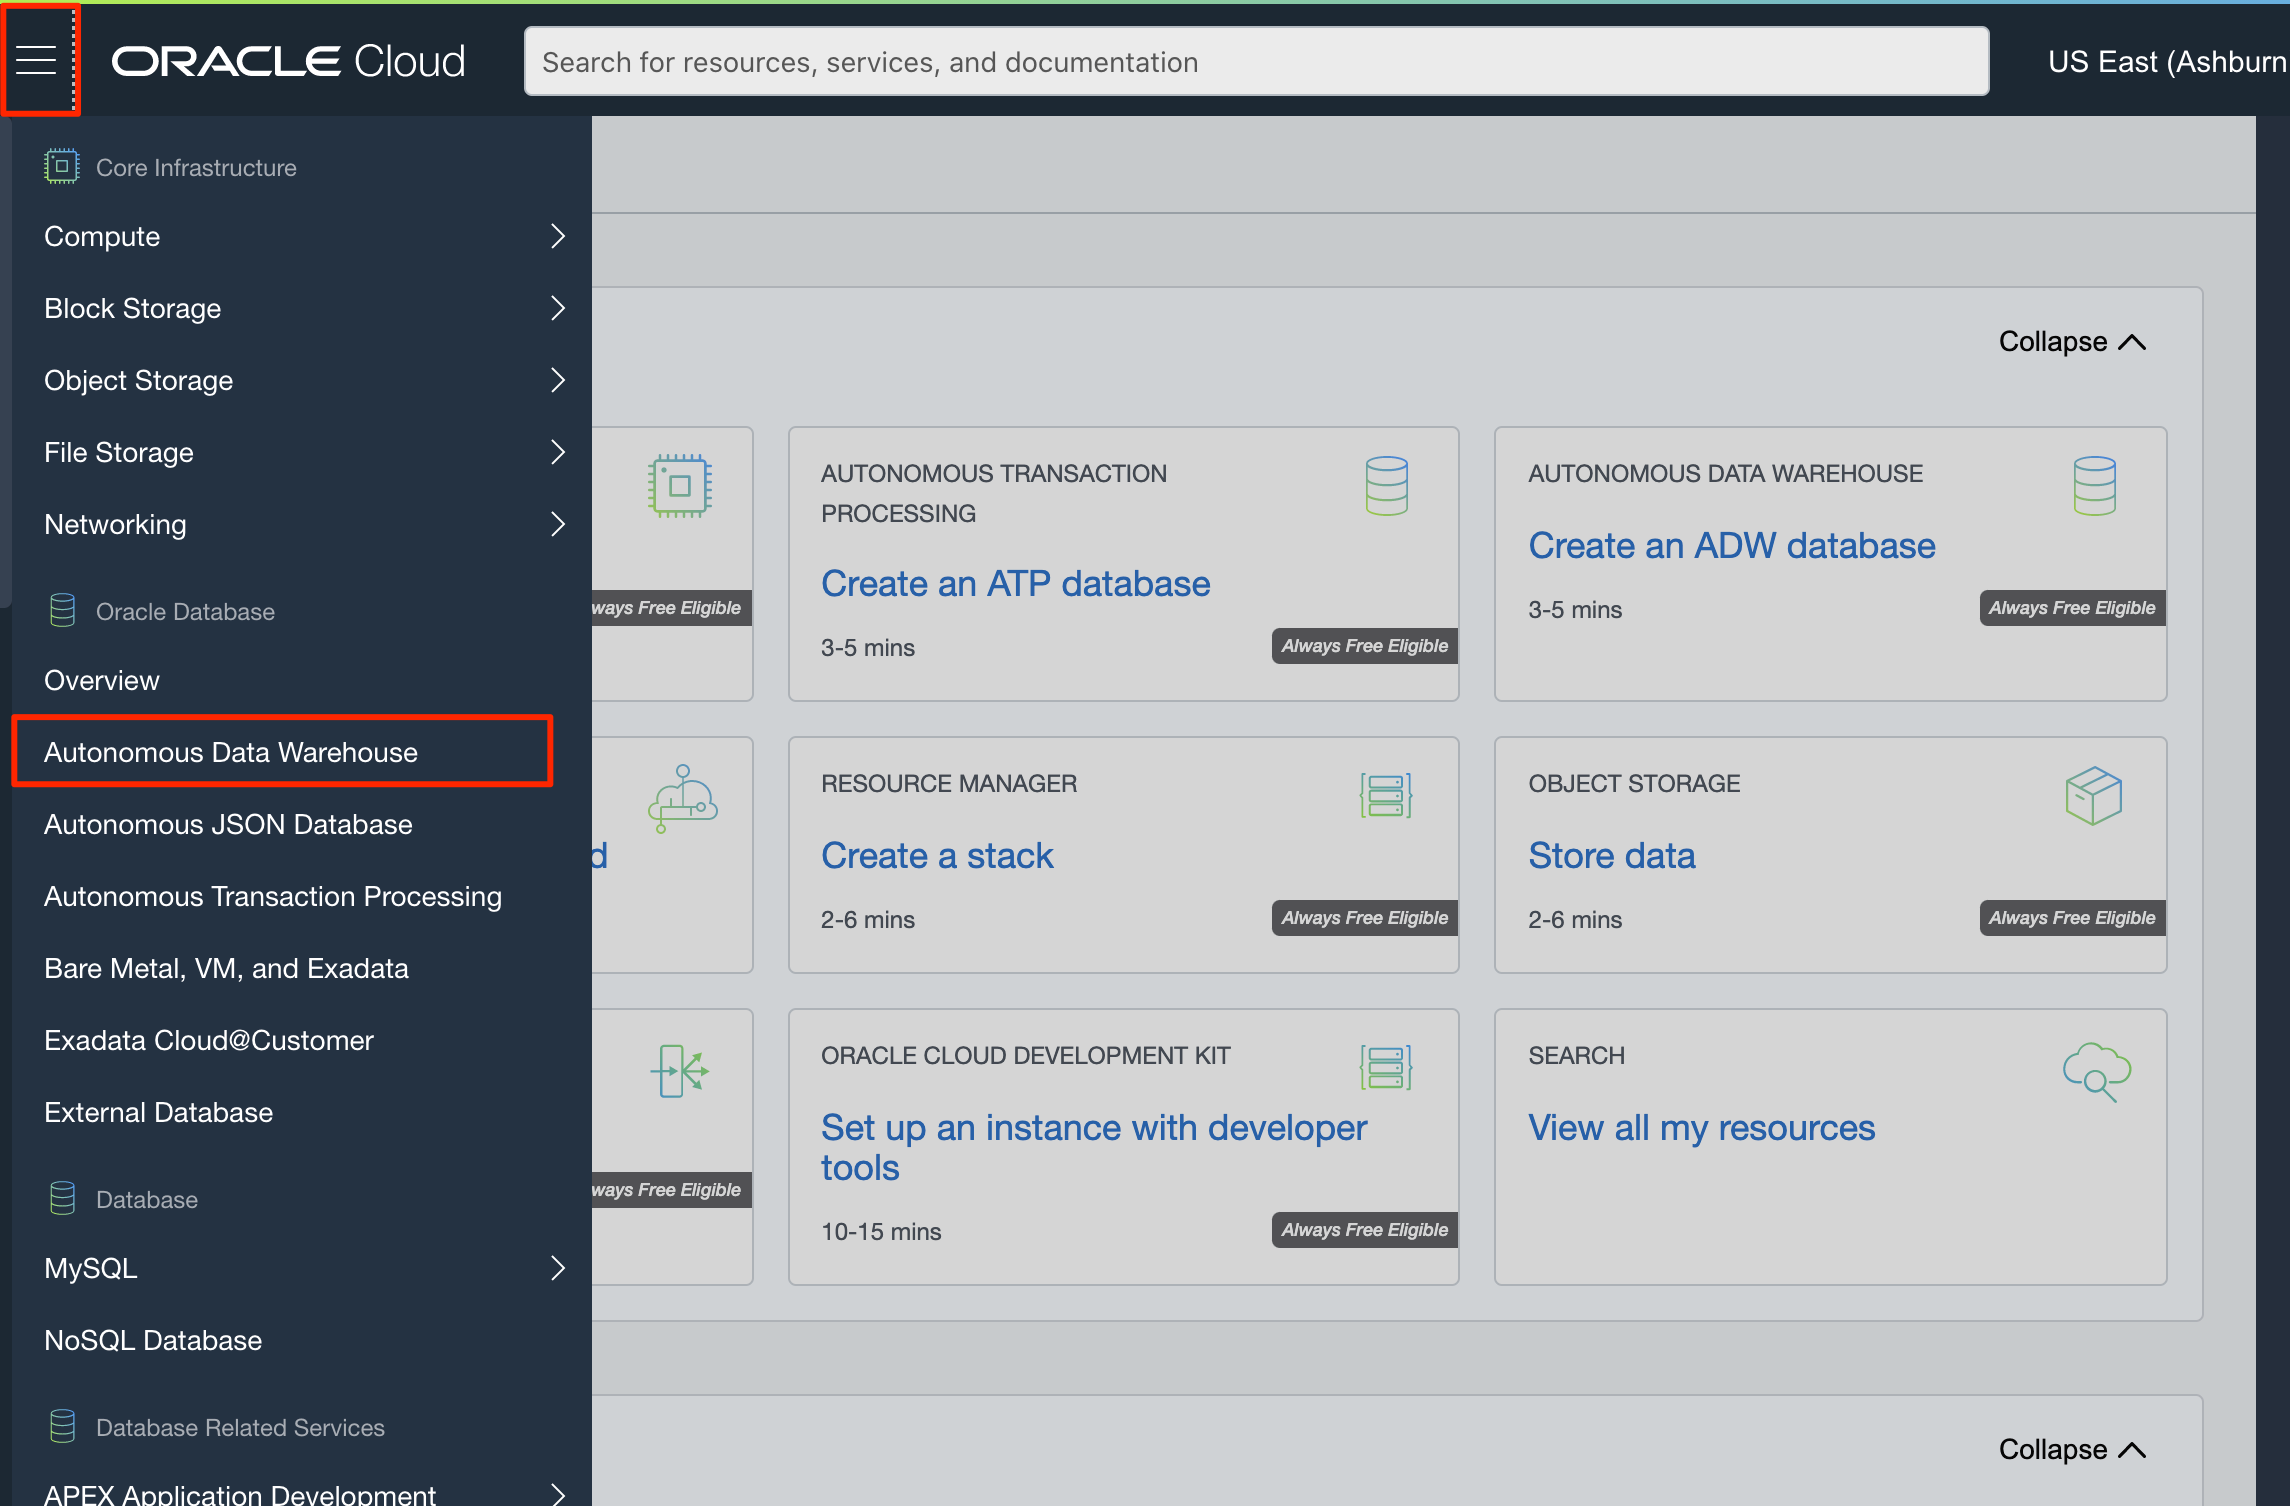 ORACLE Cloud
Search for resources, services, and documentation
US East (Ashburn
Core Infrastructure
Compute
Block Storage
Object Storage
File Storage
Networking
Oracle Database
Overview
Autonomous Data Warehouse
Autonomous JSON Database
Autonomous Transaction Processing
Bare Metal, VM, and Exadata
Exadata Cloud@Customer
External Database
Database
MySQL
NoSQL Database
Database Related Services
APEX Application Development
Collapse
ways Free Eligible
AUTONOMOUS TRANSACTION
PROCESSING
Create an ATP database
3-5 mins
Always Free Eligible
AUTONOMOUS DATA WAREHOUSE
Create an ADW database
3-5 mins
Always Free Eligible
d
RESOURCE MANAGER
Create a stack
2-6 mins
Always Free Eligible
OBJECT STORAGE
Store data
2-6 mins
Always Free Eligible
ways Free Eligible
ORACLE CLOUD DEVELOPMENT KIT
Set up an instance with developer
tools
10-15 mins
Always Free Eligible
SEARCH
View all my resources
Collapse